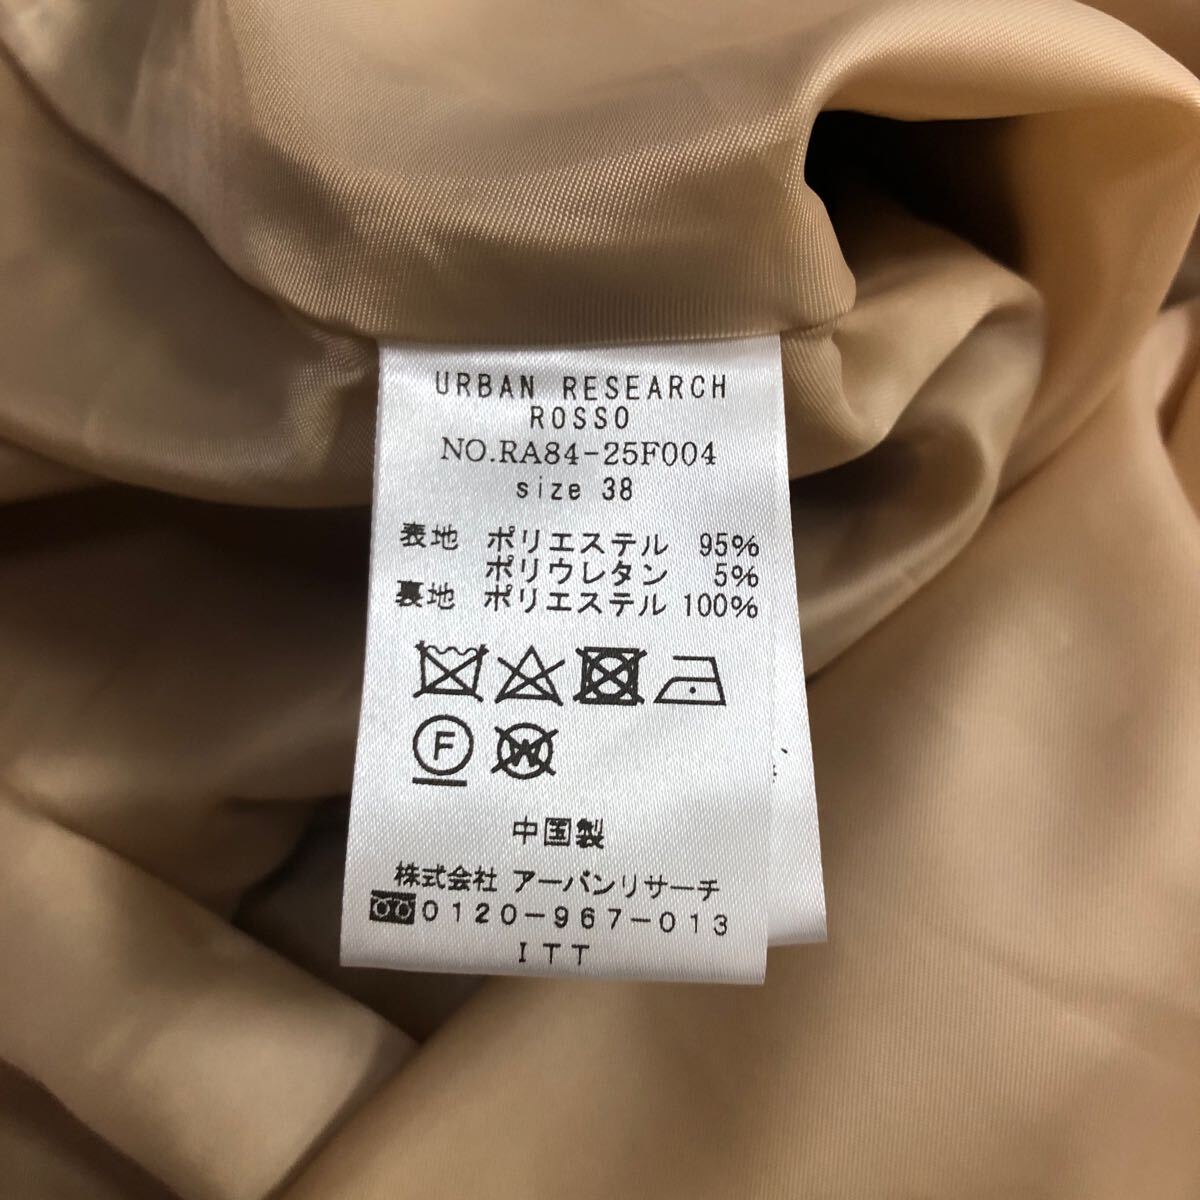 URBAN RESEARCH
ROSSO
NO.RA84-25F004
size 38
表地 ポリエステル 95%
ポリウレタン 5%
裏地 ポリエステル 100%
F W
中国製
株式会社 アーバンリサーチ
0120-967-013
ITT